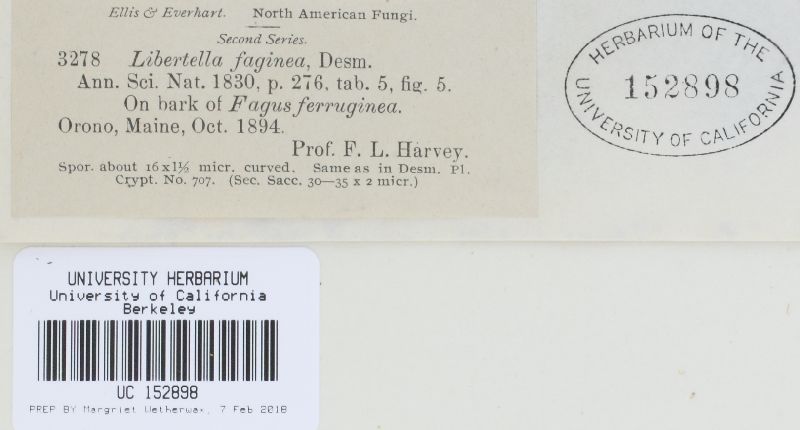 Ellis & Everhart. North American Fungi.
Second Series.
3278 Libertella faginea, Desm.
Ann. Sci. Nat. 1830, p. 276, tab. 5, fig. 5.
On bark of Fagus ferruginea.
Orono, Maine, Oct. 1894.
Prof. F. L. Harvey.
Spor. about 16 x 1½ micr. curved. Same as in Desm. Pl.
Crypt. No. 707. (Sec. Sacc. 30—35 x 2 micr.)
HERBARIUM OF THE
152898
UNIVERSITY OF CALIFORNIA
UNIVERSITY HERBARIUM
University of California
Berkeley
UC 152898
PREP BY Margriet Wetherwax, 7 Feb 2018